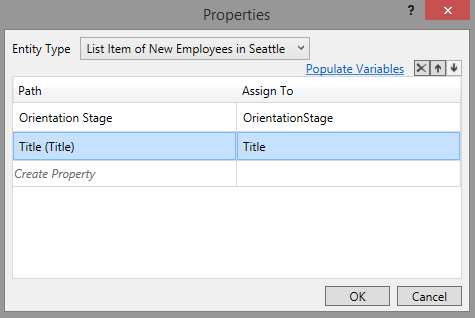 Properties
?
Entity Type List Item of New Employees in Seattle
Populate Variables
Path Assign To
Orientation Stage OrientationStage
Title (Title) Title
Create Property
OK Cancel